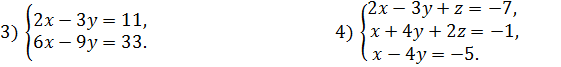 3) {2x − 3y = 11,
6x − 9y = 33.
4) {2x − 3y + z = −7,
x + 4y + 2z = −1,
x − 4y = −5.